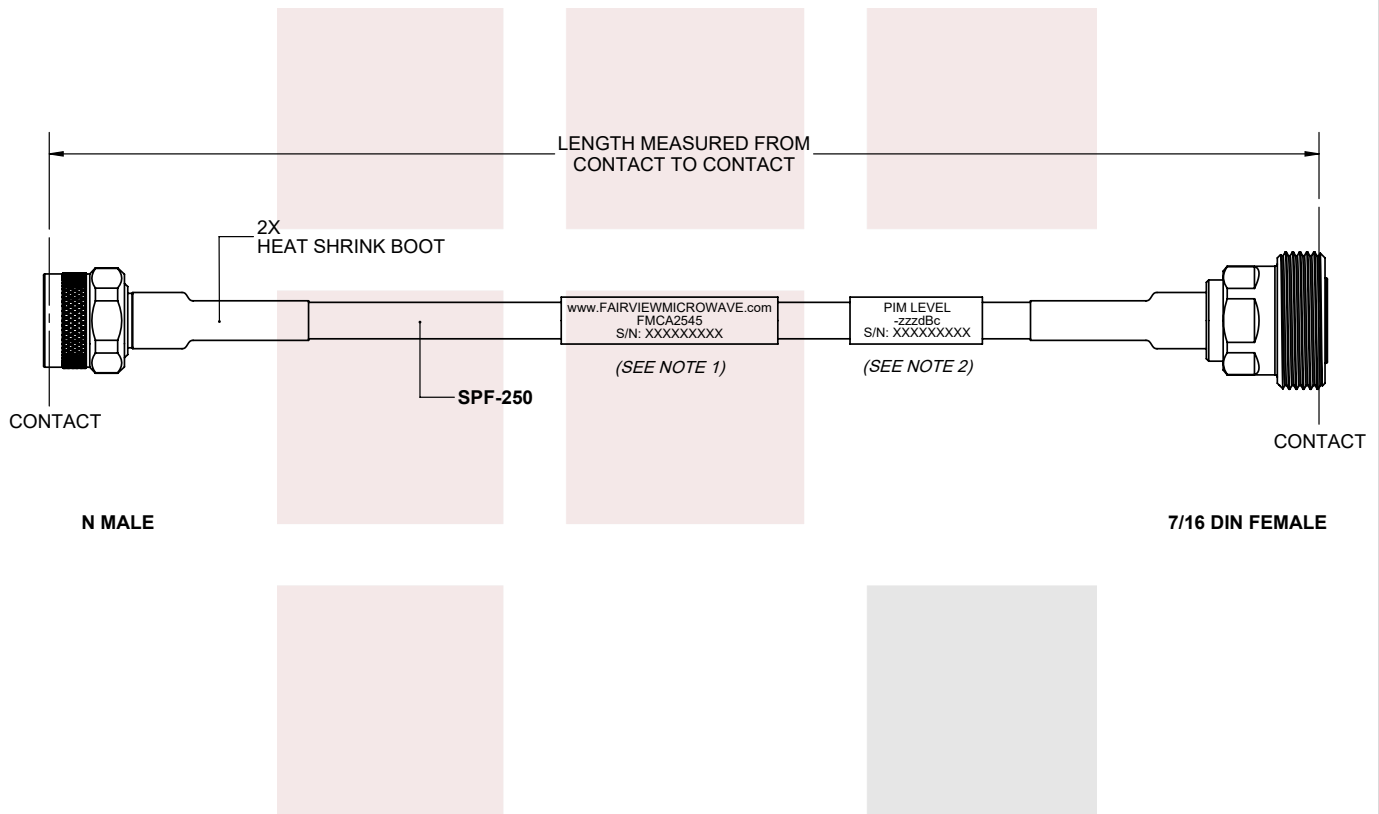 LENGTH MEASURED FROM
CONTACT TO CONTACT
2X
HEAT SHRINK BOOT
www.FAIRVIEWMICROWAVE.com
FMCA2545
S/N: XXXXXXXXX
PIM LEVEL
-zzzdBc
S/N: XXXXXXXXX
(SEE NOTE 1)
(SEE NOTE 2)
SPF-250
CONTACT
CONTACT
N MALE
7/16 DIN FEMALE